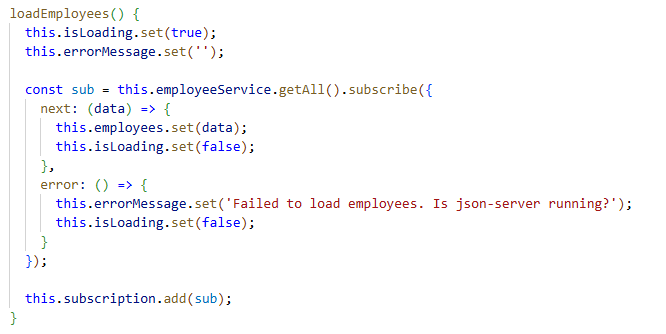 loadEmployees() {
  this.isLoading.set(true);
  this.errorMessage.set('');

  const sub = this.employeeService.getAll().subscribe({
    next: (data) => {
      this.employees.set(data);
      this.isLoading.set(false);
    },
    error: () => {
      this.errorMessage.set('Failed to load employees. Is json-server running?');
      this.isLoading.set(false);
    }
  });

  this.subscription.add(sub);
}